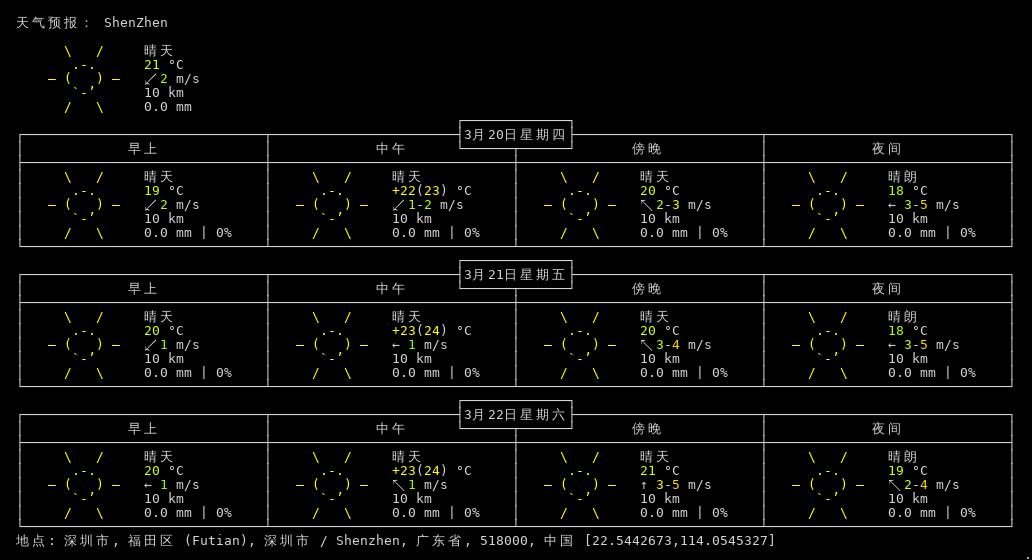 天气预报： ShenZhen
晴天
21 °C
↙ 2 m/s
10 km
0.0 mm
3月20日星期四
早上 中午 傍晚 夜间
晴天 晴天 晴天 晴朗
19 °C +22(23) °C 20 °C 18 °C
↙ 2 m/s ↙ 1-2 m/s ↖ 2-3 m/s ← 3-5 m/s
10 km 10 km 10 km 10 km
0.0 mm | 0% 0.0 mm | 0% 0.0 mm | 0% 0.0 mm | 0%
3月21日星期五
早上 中午 傍晚 夜间
晴天 晴天 晴天 晴朗
20 °C +23(24) °C 20 °C 18 °C
↙ 1 m/s ← 1 m/s ↖ 3-4 m/s ← 3-5 m/s
10 km 10 km 10 km 10 km
0.0 mm | 0% 0.0 mm | 0% 0.0 mm | 0% 0.0 mm | 0%
3月22日星期六
早上 中午 傍晚 夜间
晴天 晴天 晴天 晴朗
20 °C +23(24) °C 21 °C 19 °C
← 1 m/s ↖ 1 m/s ↑ 3-5 m/s ↖ 2-4 m/s
10 km 10 km 10 km 10 km
0.0 mm | 0% 0.0 mm | 0% 0.0 mm | 0% 0.0 mm | 0%
地点: 深圳市, 福田区 (Futian), 深圳市 / Shenzhen, 广东省, 518000, 中国 [22.5442673,114.0545327]